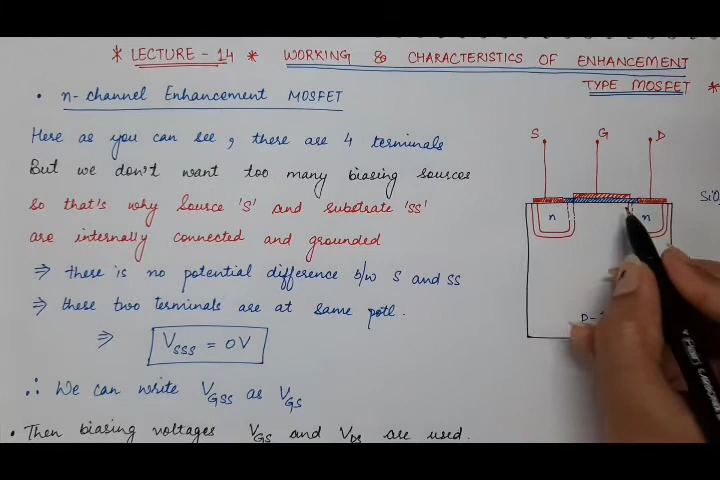 * LECTURE - 14 * WORKING & CHARACTERISTICS OF ENHANCEMENT
TYPE MOSFET *
• n-channel Enhancement MOSFET
Here as you can see, there are 4 terminals
But we don't want too many biasing sources
so that's why Source 'S' and substrate 'SS'
are internally connected and grounded
⇒ there is no potential difference b/w S and SS
⇒ these two terminals are at same potl.
⇒ VSSS = 0V
∴ We can write VGSS as VGS
• Then biasing voltages VGS and VDS are used.
S G D
n n